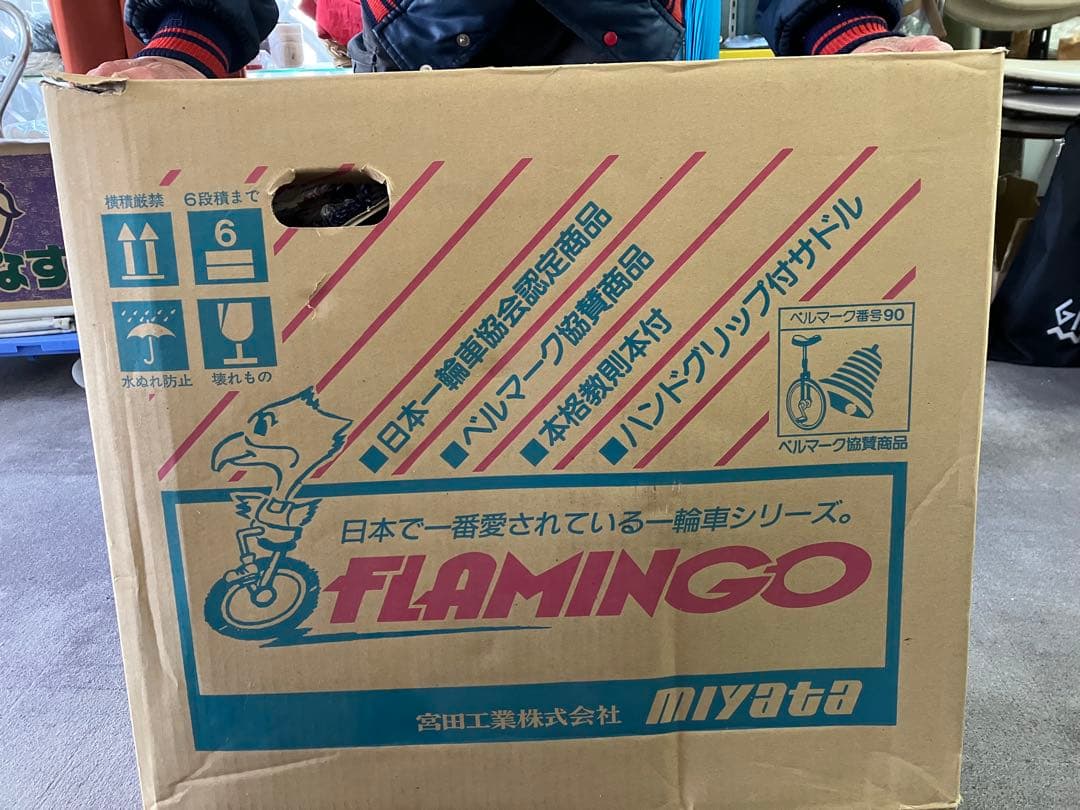 横積厳禁
6段積まで
6
水ぬれ防止
壊れもの
■日本一輪車協会認定商品
■ベルマーク協賛商品
■本格教則本付
■ハンドグリップ付サドル
ベルマーク番号90
ベルマーク協賛商品
日本で一番愛されている一輪車シリーズ。
FLAMINGO
宮田工業株式会社
miyata
なす